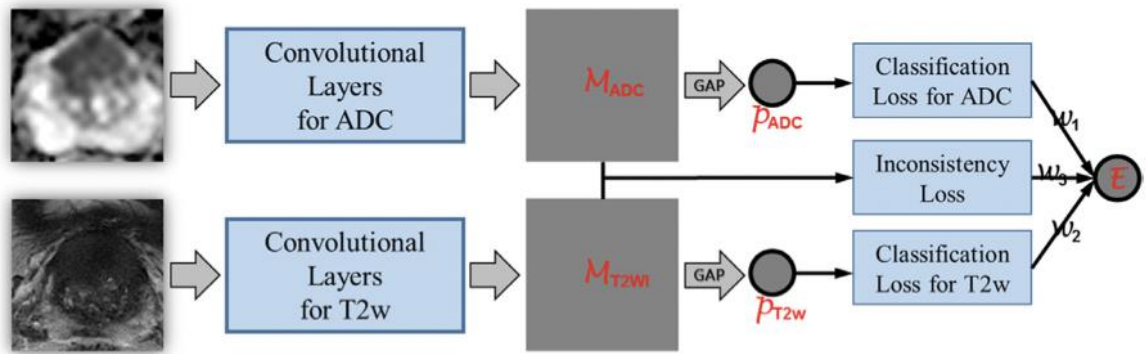 Convolutional
Layers
for ADC
M_ADC
GAP
p_ADC
Classification
Loss for ADC
w_1
Inconsistency
Loss
w_3
E
Convolutional
Layers
for T2w
M_T2WI
GAP
p_T2w
Classification
Loss for T2w
w_2